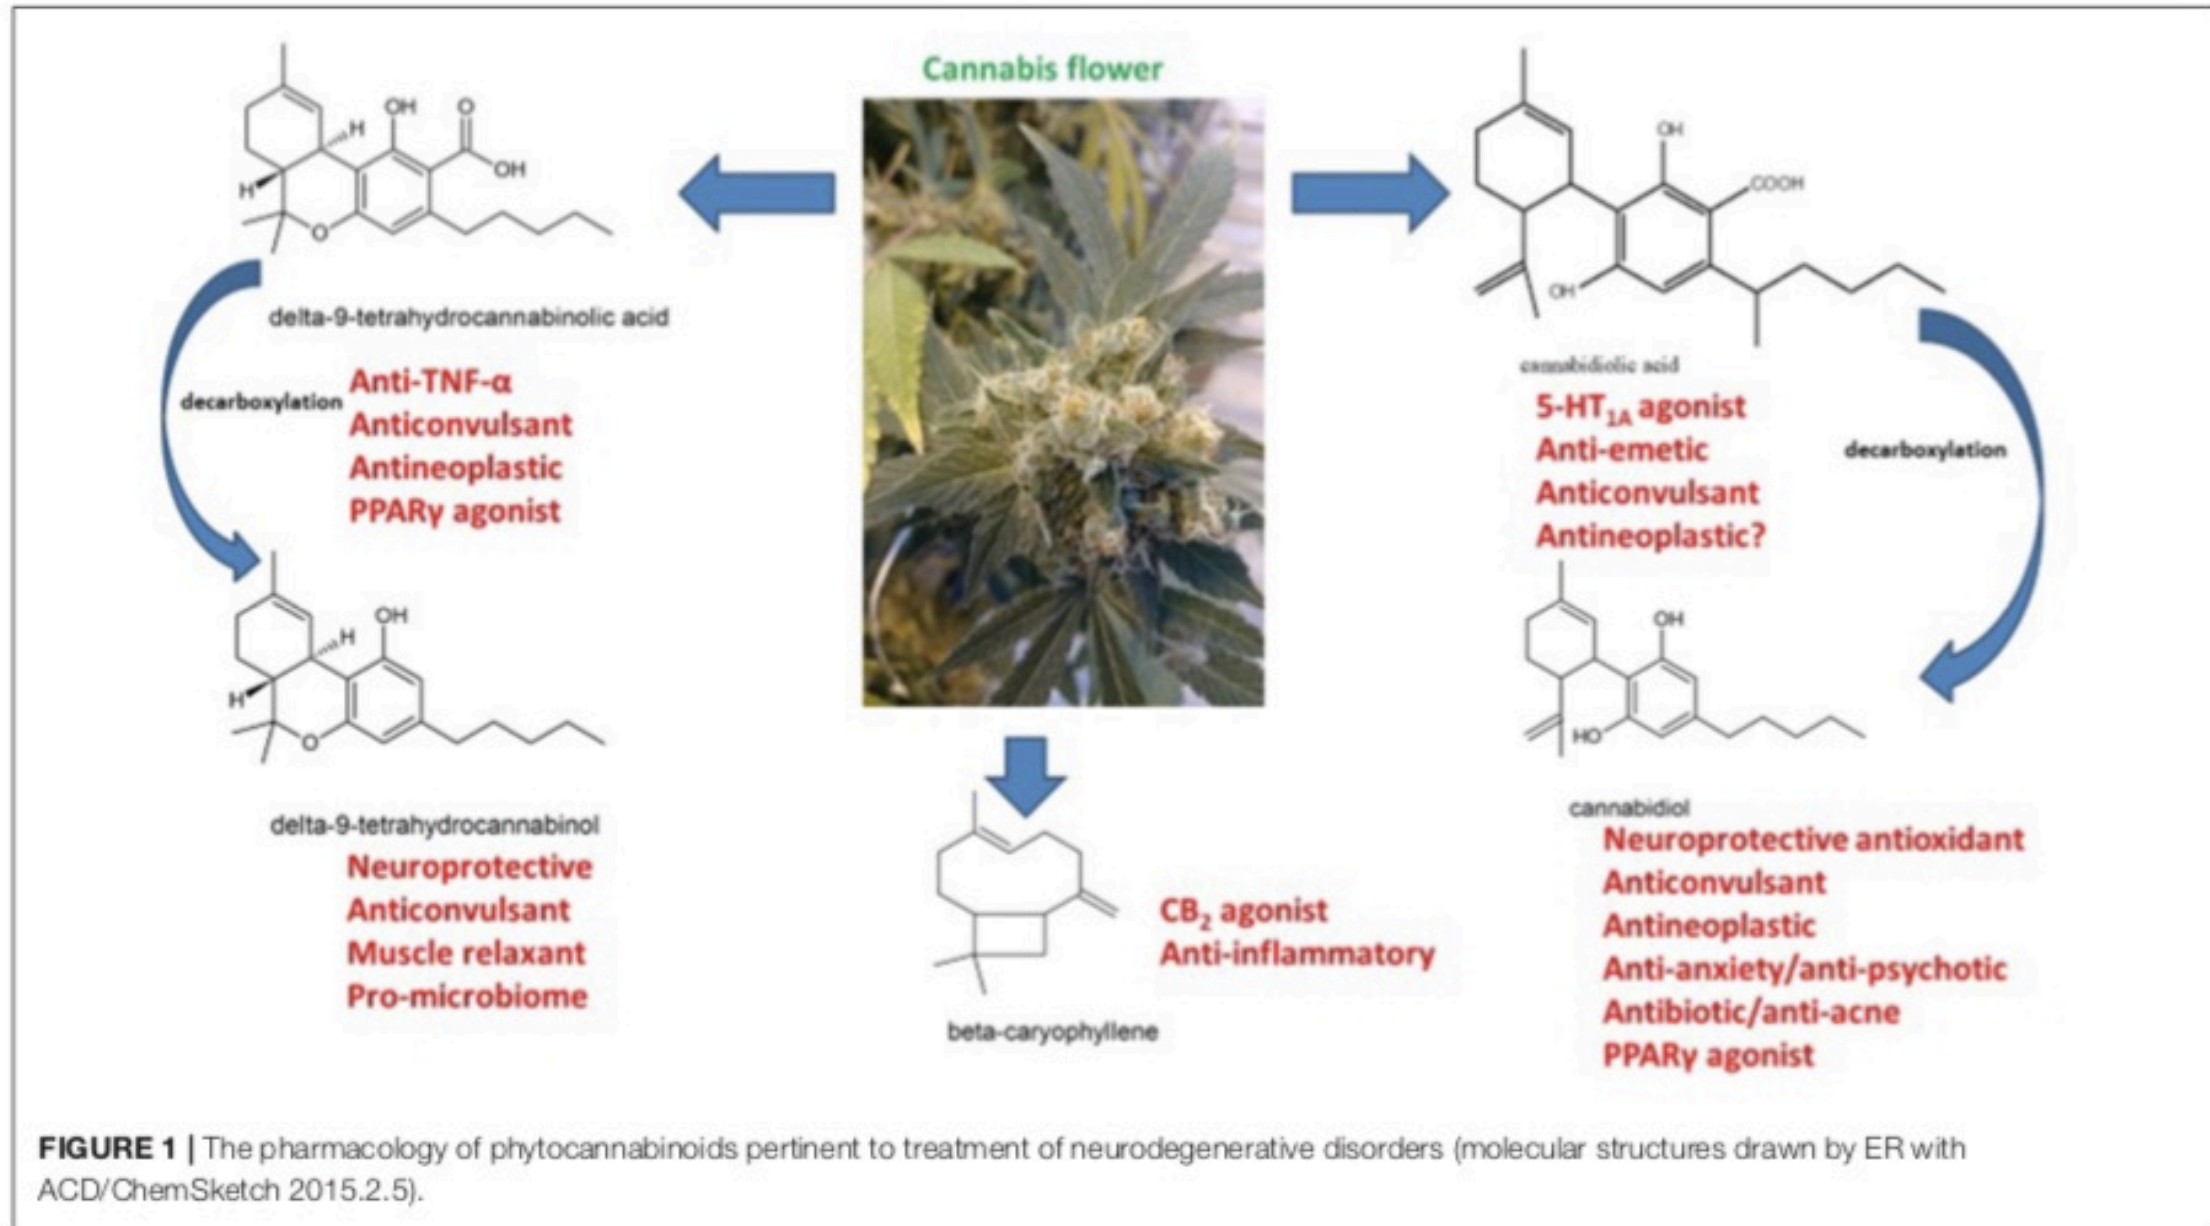 Cannabis flower
OH
O
H
OH
H
O
delta-9-tetrahydrocannabinolic acid
decarboxylation
Anti-TNF-α
Anticonvulsant
Antineoplastic
PPARγ agonist
OH
H
H
O
delta-9-tetrahydrocannabinol
Neuroprotective
Anticonvulsant
Muscle relaxant
Pro-microbiome
CB₂ agonist
Anti-inflammatory
beta-caryophyllene
OH
COOH
OH
cannabidiolic acid
5-HT₁ₐ agonist
Anti-emetic
Anticonvulsant
Antineoplastic?
decarboxylation
OH
HO
cannabidiol
Neuroprotective antioxidant
Anticonvulsant
Antineoplastic
Anti-anxiety/anti-psychotic
Antibiotic/anti-acne
PPARγ agonist
FIGURE 1 | The pharmacology of phytocannabinoids pertinent to treatment of neurodegenerative disorders (molecular structures drawn by ER with
ACD/ChemSketch 2015.2.5).